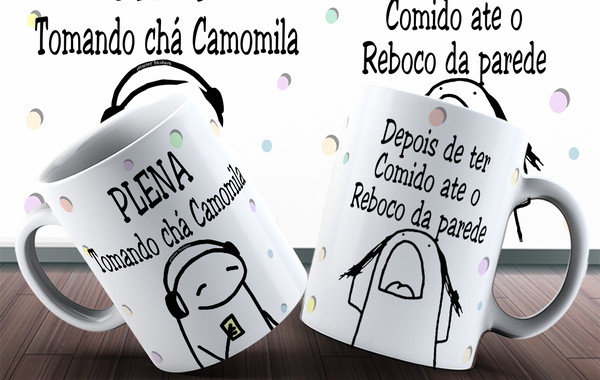 Tomando chá Camomila
Comido ate o
Reboco da parede
PLENA
Tomando chá Camomila
Depois de ter
Comido ate o
Reboco da parede